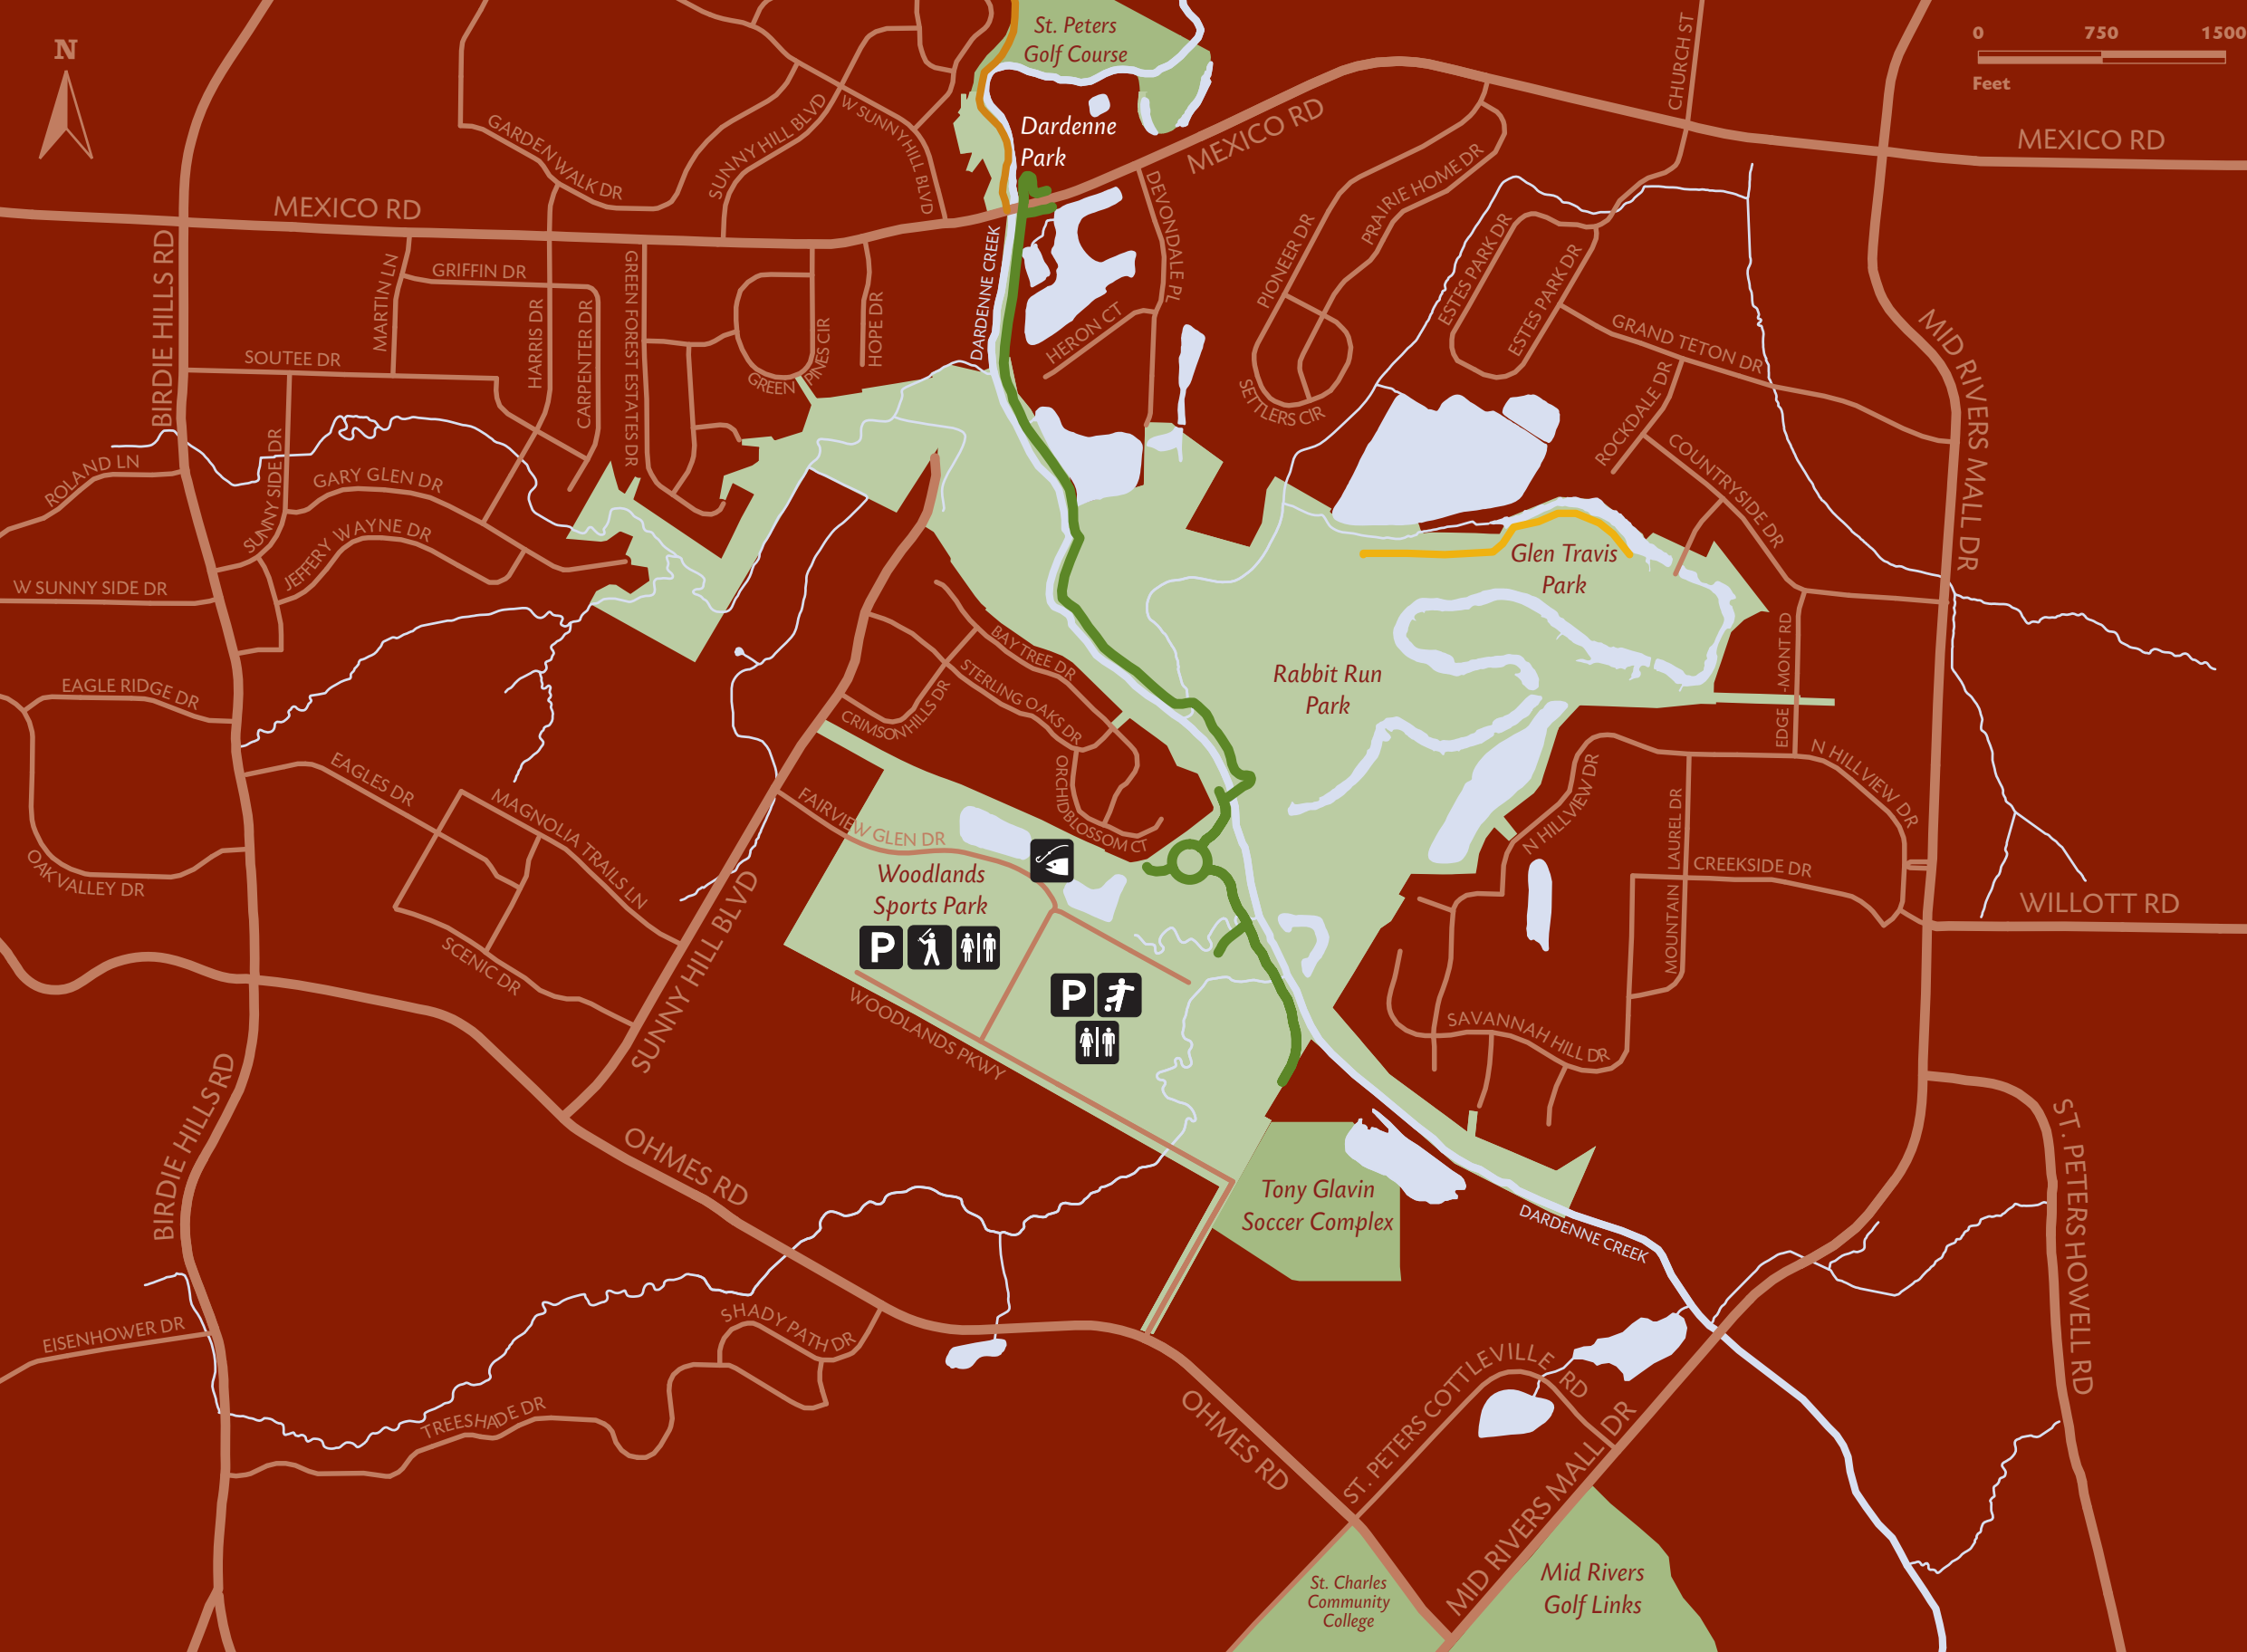 N
0 750 1500
Feet
St. Peters
Golf Course
Dardenne
Park
MEXICO RD
MEXICO RD
MEXICO RD
CHURCH ST
GARDEN WALK DR
SUNNY HILL BLVD
W SUNNYHILL BLVD
BIRDIE HILLS RD
MARTIN LN
GRIFFIN DR
HARRIS DR
CARPENTER DR
GREEN FOREST ESTATES DR
GREEN PINES CIR
HOPE DR
DARDENNE CREEK
DEVONDALE PL
HERON CT
PIONEER DR
PRAIRIE HOME DR
SETTLERS CIR
ESTES PARK DR
ESTES PARK DR
GRAND TETON DR
ROCKDALE DR
COUNTRYSIDE DR
MID RIVERS MALL DR
SOUTEE DR
ROLAND LN
SUNNY SIDE DR
GARY GLEN DR
JEFFERY WAYNE DR
W SUNNY SIDE DR
Glen Travis
Park
Rabbit Run
Park
EDGE-MONT RD
BAY TREE DR
STERLING OAKS DR
CRIMSON HILLS DR
ORCHID BLOSSOM CT
EAGLE RIDGE DR
EAGLES DR
MAGNOLIA TRAILS LN
OAK VALLEY DR
SCENIC DR
SUNNY HILL BLVD
FAIRVIEW GLEN DR
Woodlands
Sports Park
P
P
WOODLANDS PKWY
N HILLVIEW DR
N HILLVIEW DR
MOUNTAIN LAUREL DR
CREEKSIDE DR
WILLOTT RD
SAVANNAH HILL DR
BIRDIE HILLS RD
OHMES RD
Tony Glavin
Soccer Complex
DARDENNE CREEK
ST. PETERS HOWELL RD
EISENHOWER DR
SHADY PATH DR
TREESHADE DR
OHMES RD
ST. PETERS COTTLEVILLE RD
MID RIVERS MALL DR
St. Charles
Community
College
Mid Rivers
Golf Links